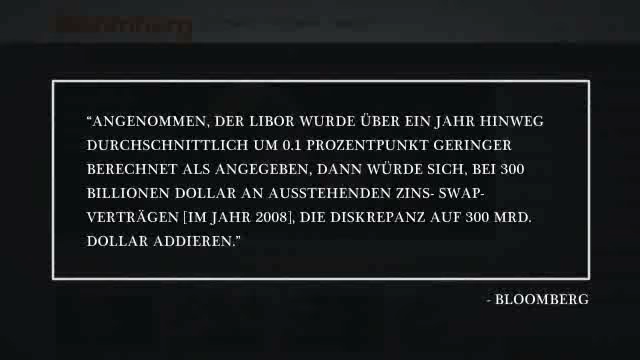 “ANGENOMMEN, DER LIBOR WURDE ÜBER EIN JAHR HINWEG
DURCHSCHNITTLICH UM 0.1 PROZENTPUNKT GERINGER
BERECHNET ALS ANGEGEBEN, DANN WÜRDE SICH, BEI 300
BILLIONEN DOLLAR AN AUSSTEHENDEN ZINS- SWAP-
VERTRÄGEN [IM JAHR 2008], DIE DISKREPANZ AUF 300 MRD.
DOLLAR ADDIEREN.”
- BLOOMBERG